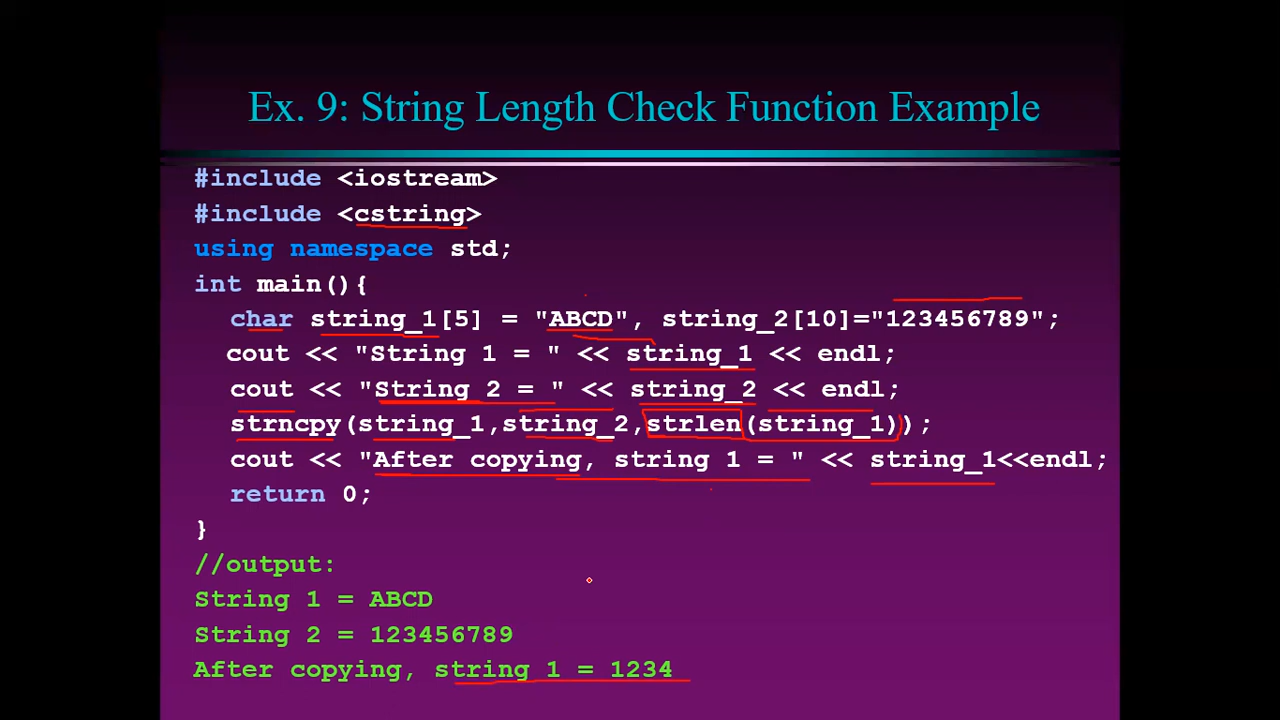 Ex. 9: String Length Check Function Example
#include <iostream>
#include <cstring>
using namespace std;
int main(){
char string_1[5] = "ABCD", string_2[10]="123456789";
cout << "String 1 = " << string_1 << endl;
cout << "String 2 = " << string_2 << endl;
strncpy(string_1,string_2,strlen(string_1));
cout << "After copying, string 1 = " << string_1<<endl;
return 0;
}
//output:
String 1 = ABCD
String 2 = 123456789
After copying, string 1 = 1234